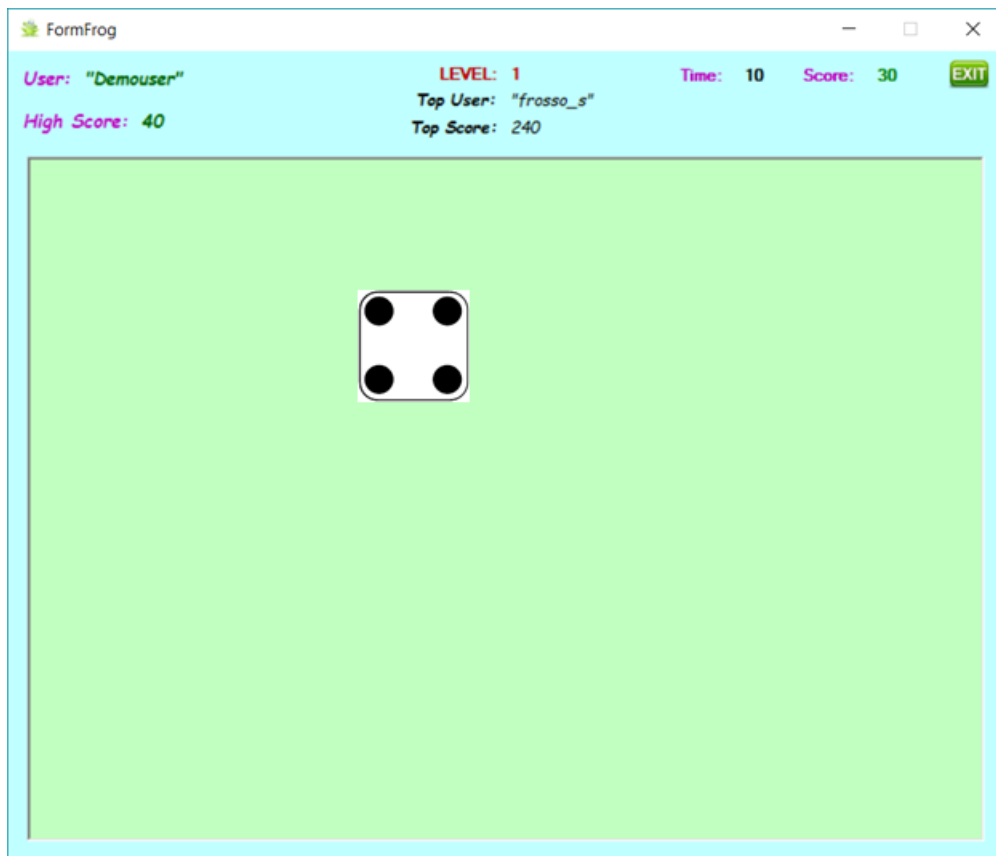 FormFrog
User: "Demouser"
High Score: 40
LEVEL: 1
Top User: "frosso_s"
Top Score: 240
Time: 10 Score: 30
EXIT